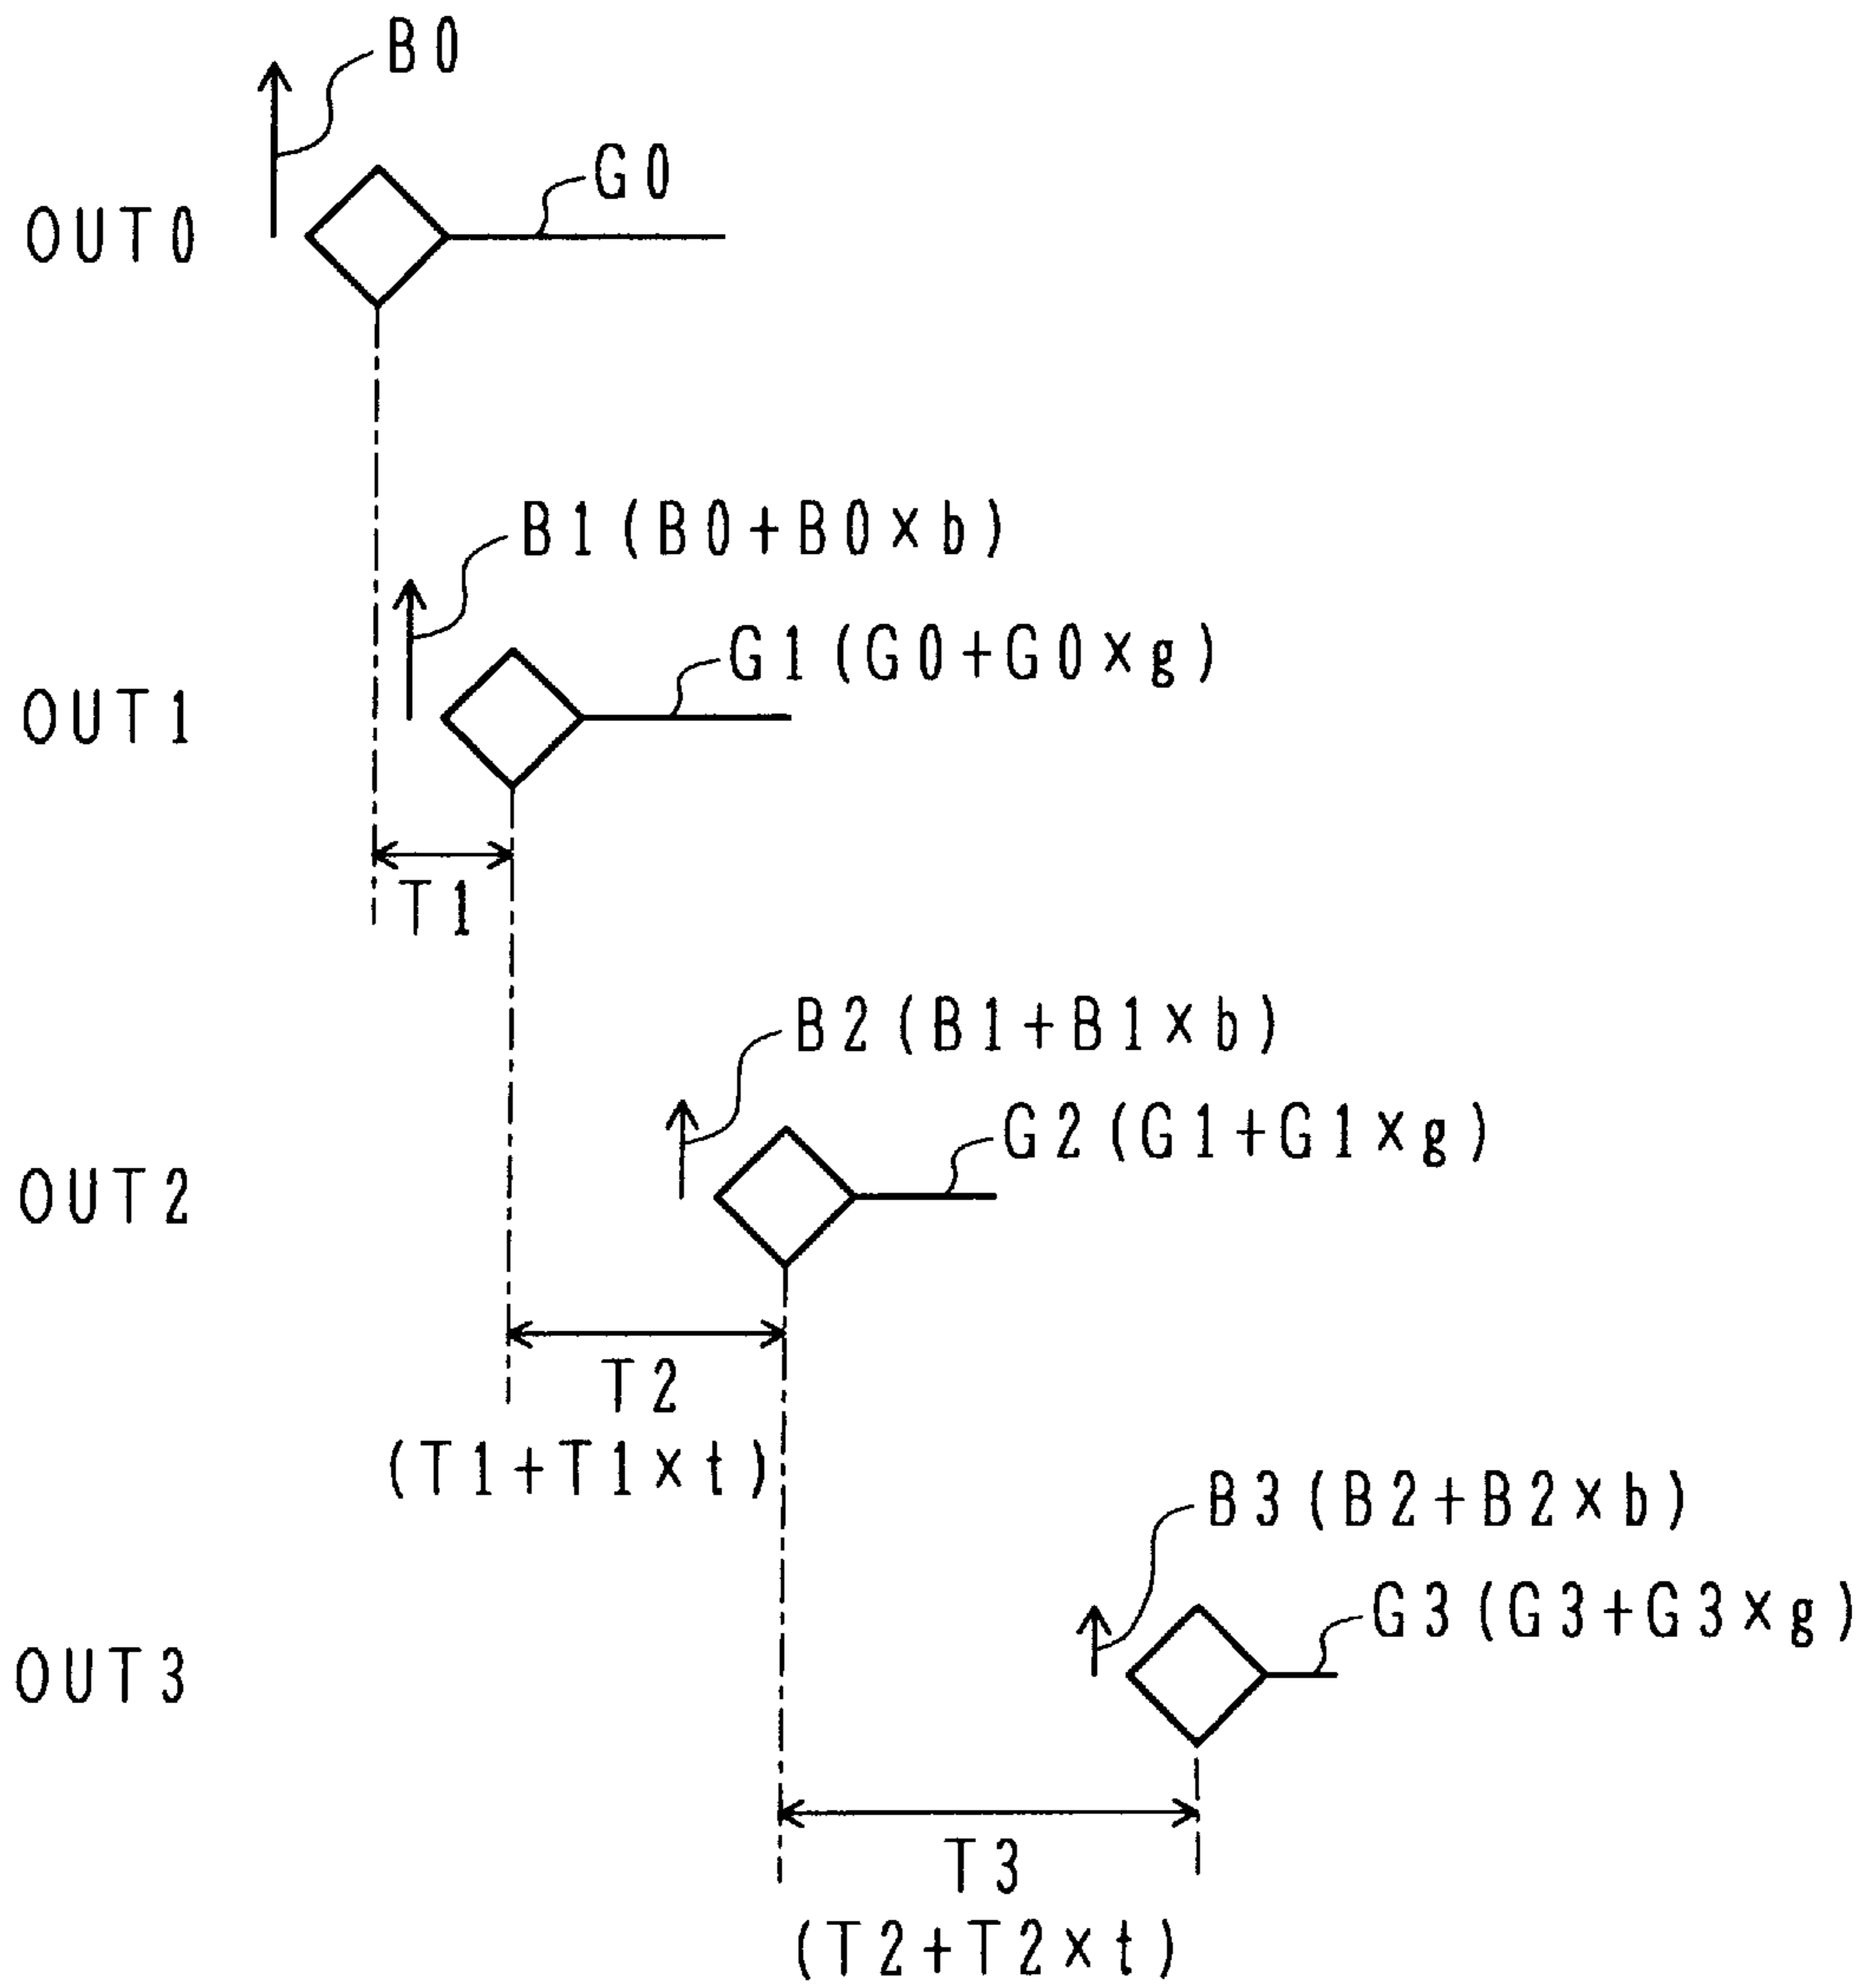 B0
G0
OUT0
B1(B0+B0×b)
G1(G0+G0×g)
OUT1
T1
B2(B1+B1×b)
G2(G1+G1×g)
OUT2
T2
(T1+T1×t)
B3(B2+B2×b)
G3(G3+G3×g)
OUT3
T3
(T2+T2×t)